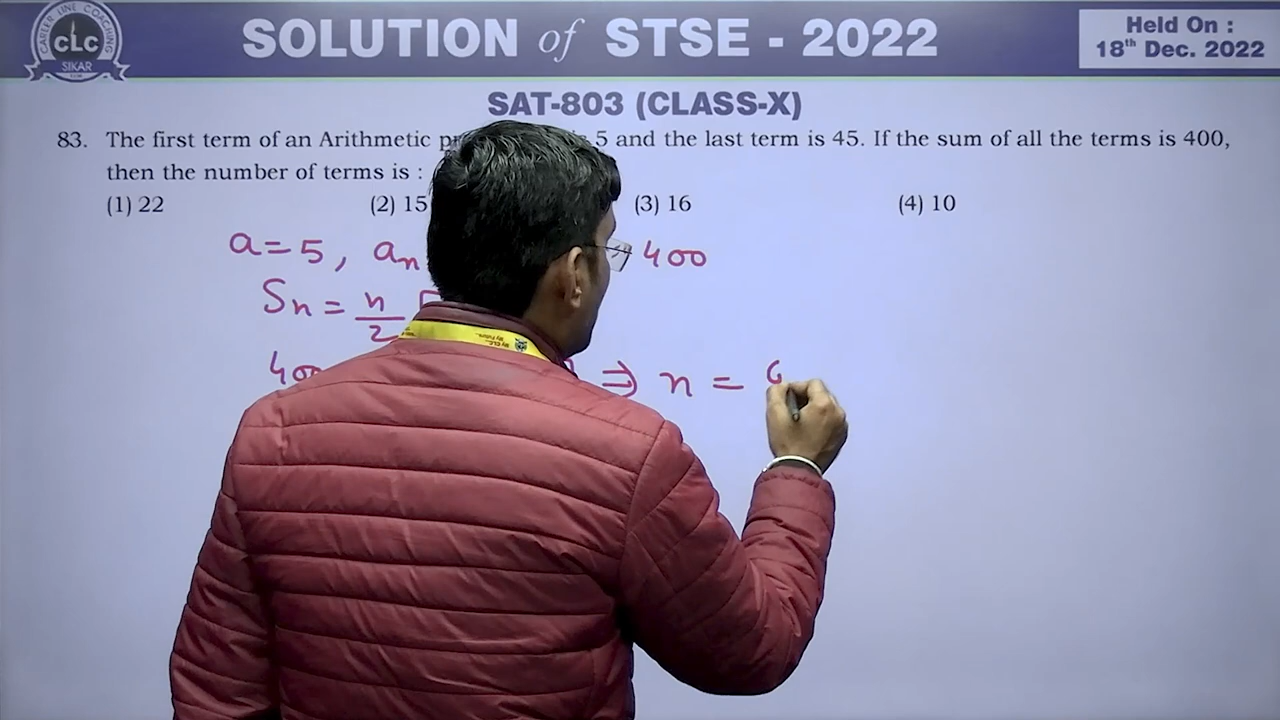 CAREER LINE COACHING
CLC
SIKAR
SOLUTION of STSE - 2022
Held On :
18th Dec. 2022
SAT-803 (CLASS-X)
83. The first term of an Arithmetic 5 and the last term is 45. If the sum of all the terms is 400,
then the number of terms is :
(1) 22 (2) 15 (3) 16 (4) 10
a = 5, an 400
Sn = n/2
400 ⇒ n =